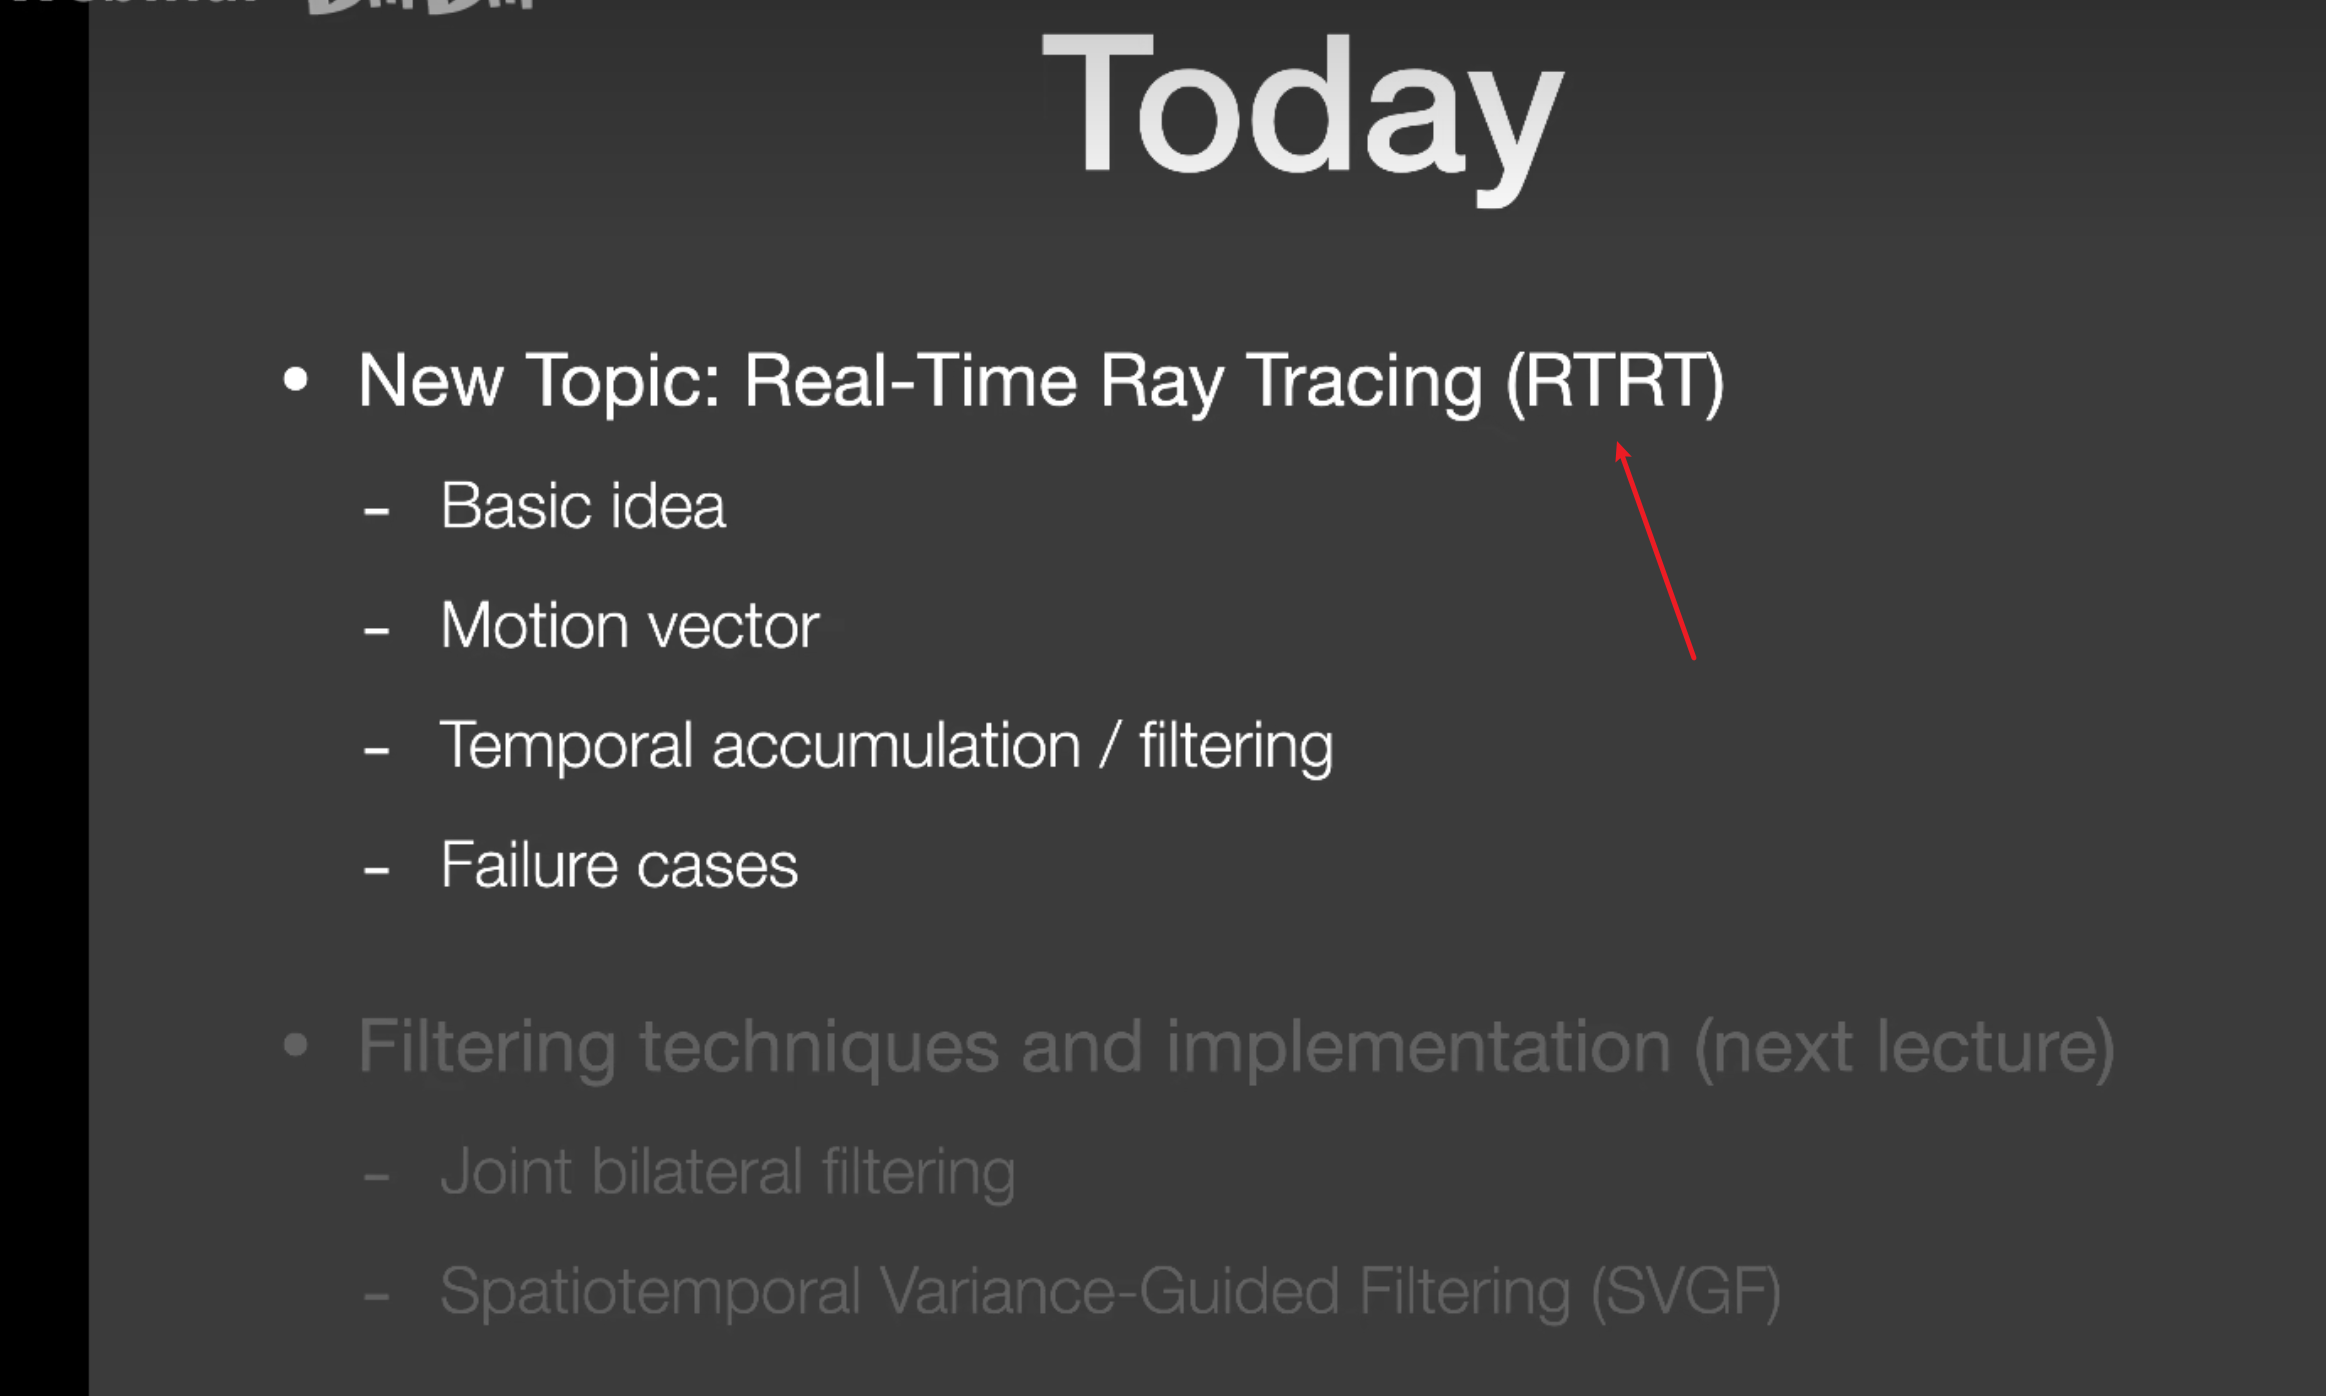 Today
• New Topic: Real-Time Ray Tracing (RTRT)
- Basic idea
- Motion vector
- Temporal accumulation / filtering
- Failure cases
• Filtering techniques and implementation (next lecture)
- Joint bilateral filtering
- Spatiotemporal Variance-Guided Filtering (SVGF)